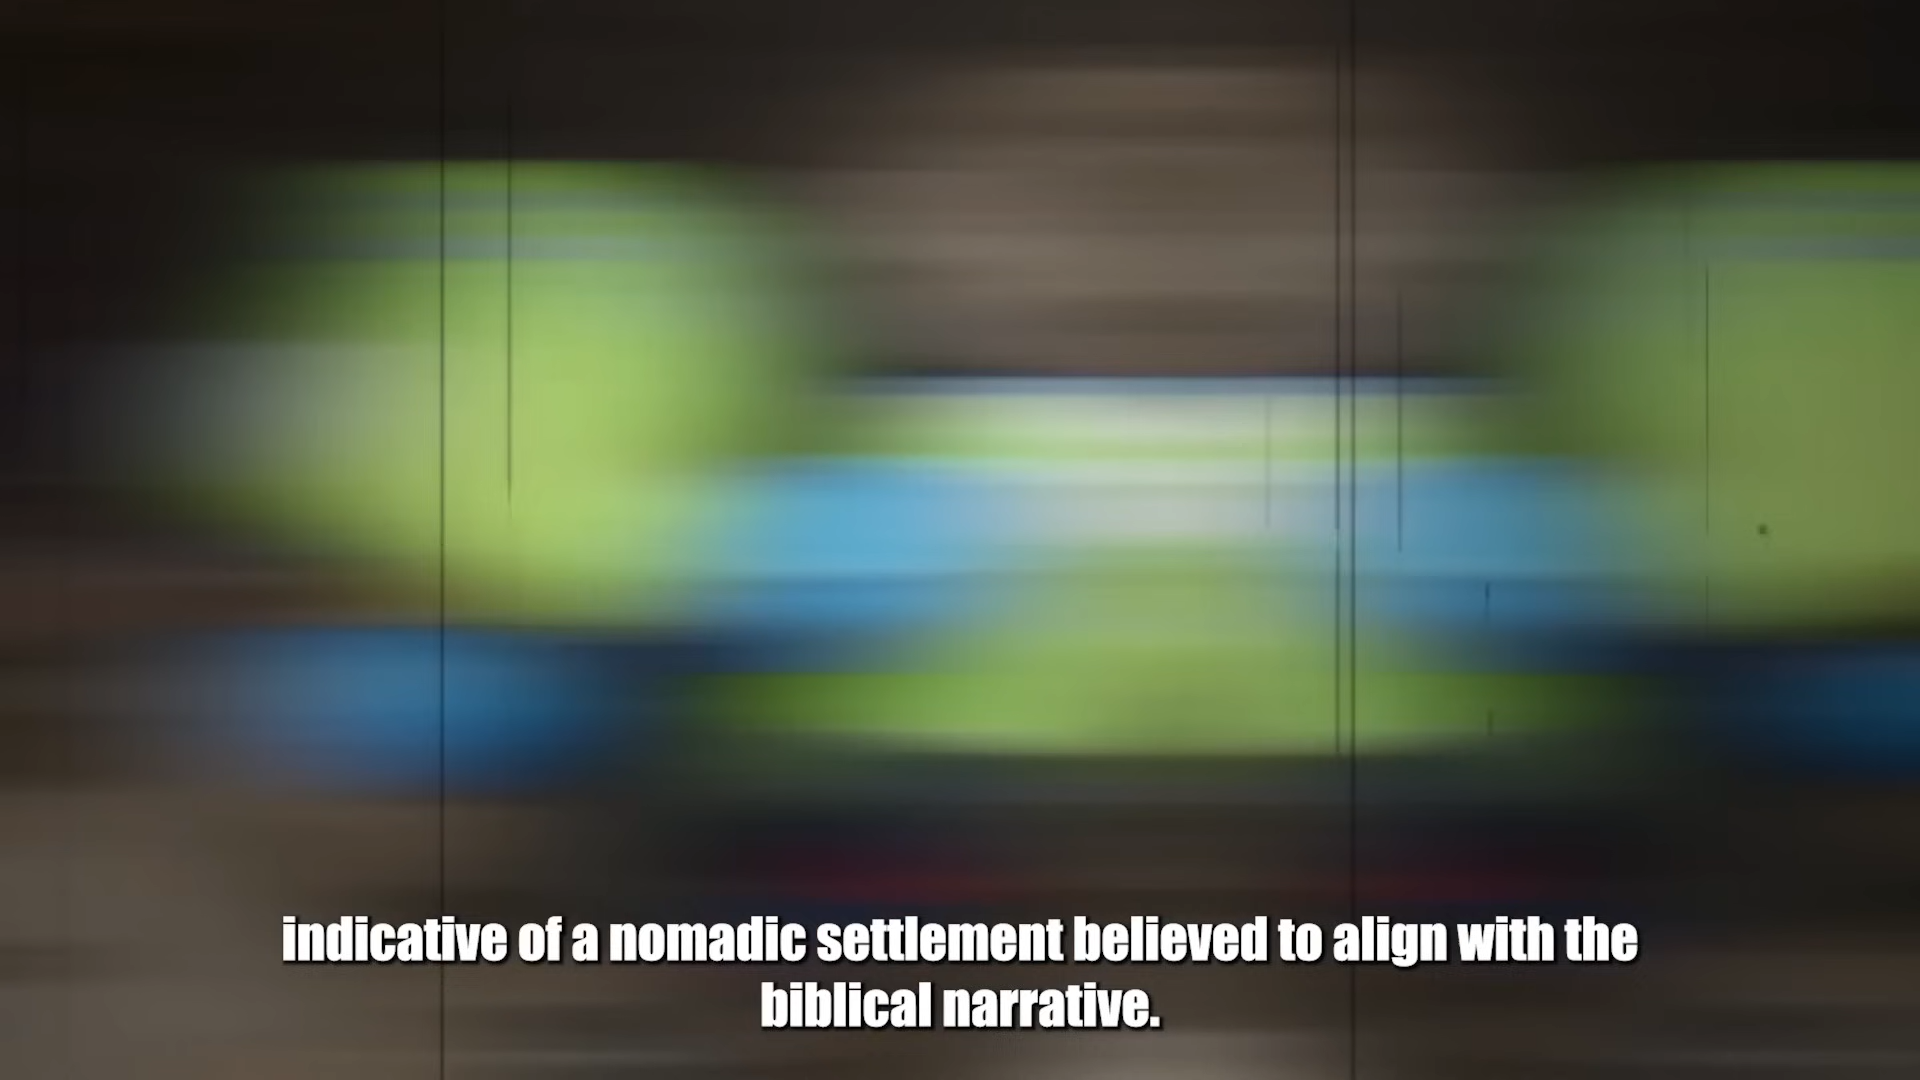 indicative of a nomadic settlement believed to align with the
biblical narrative.